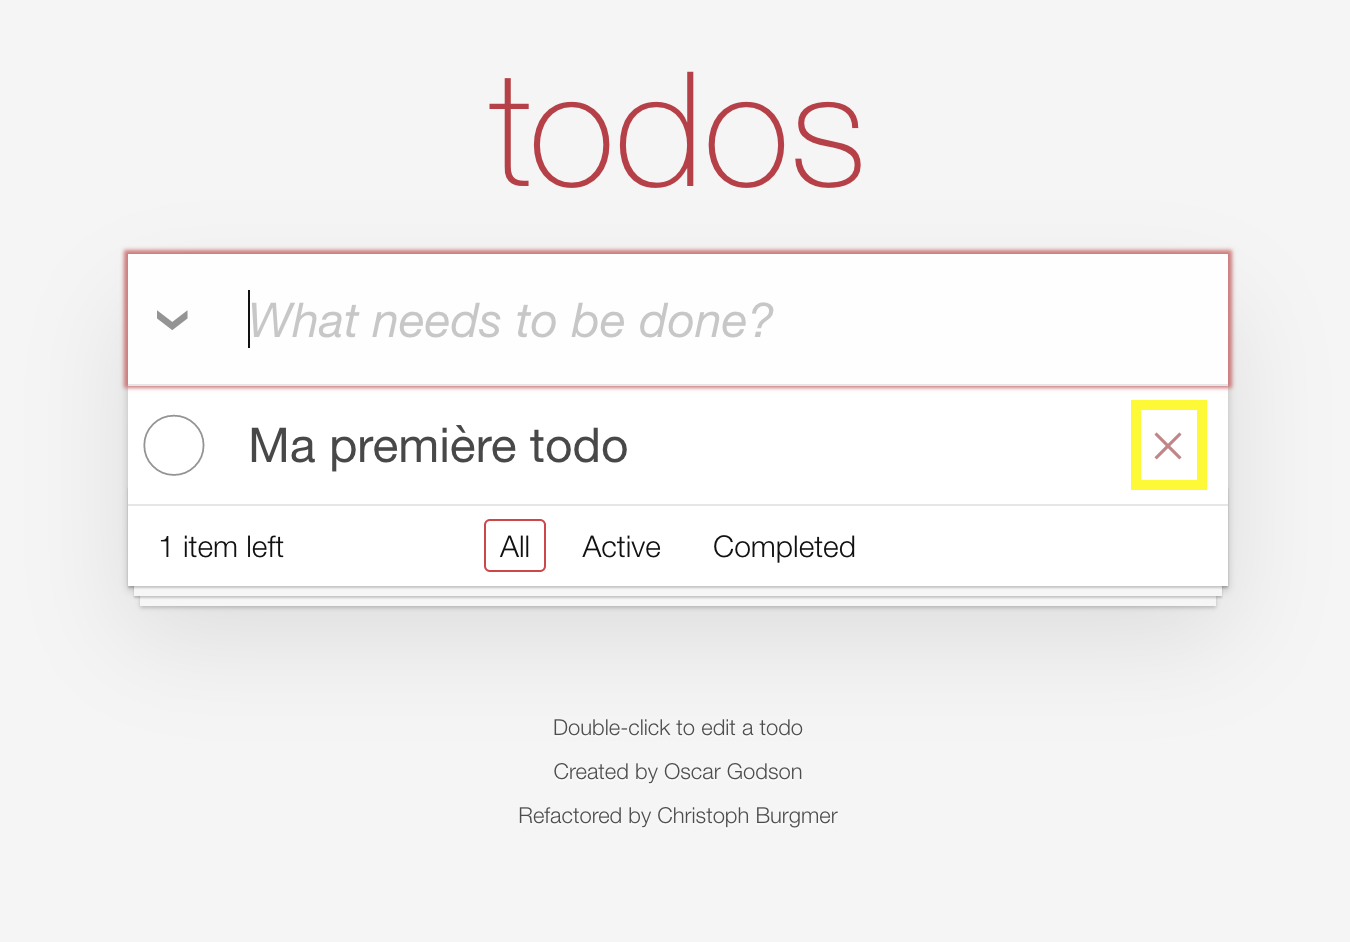 todos
What needs to be done?
Ma première todo
1 item left All Active Completed
Double-click to edit a todo
Created by Oscar Godson
Refactored by Christoph Burgmer